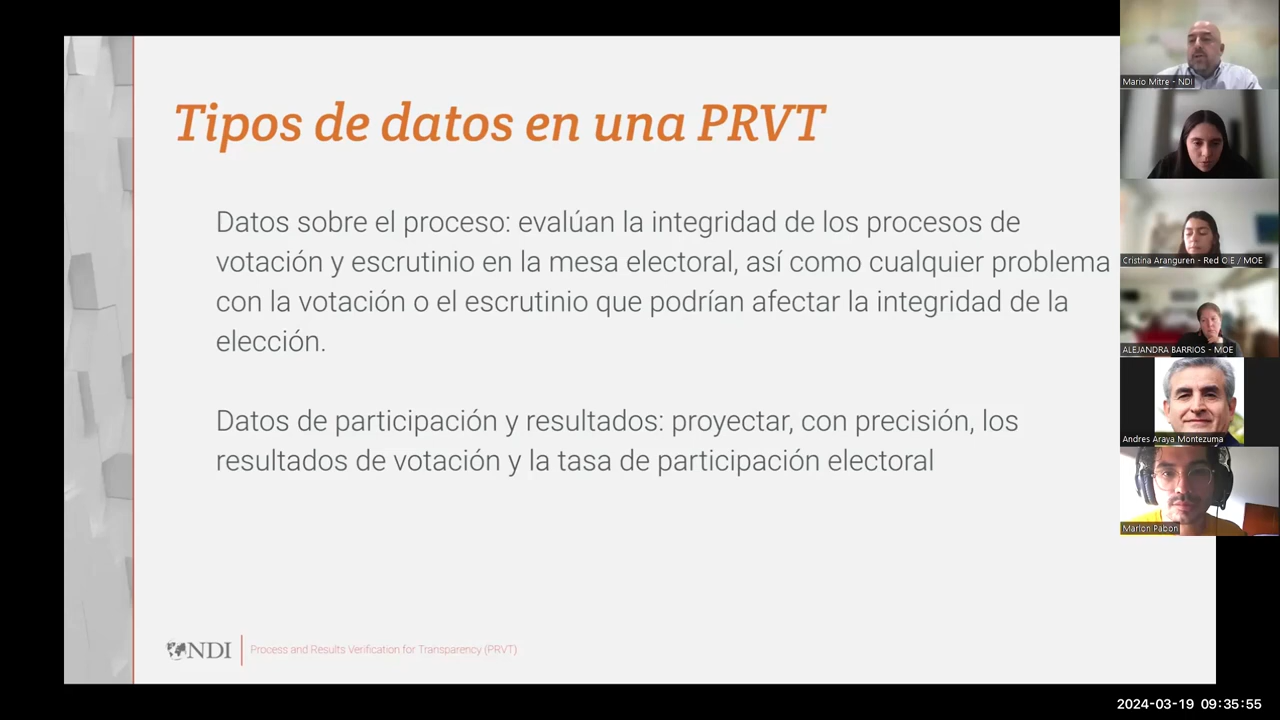 Tipos de datos en una PRVT
Datos sobre el proceso: evalúan la integridad de los procesos de
votación y escrutinio en la mesa electoral, así como cualquier problema
con la votación o el escrutinio que podrían afectar la integridad de la
elección.
Datos de participación y resultados: proyectar, con precisión, los
resultados de votación y la tasa de participación electoral
NDI
Process and Results Verification for Transparency (PRVT)
Mario Mitre - NDI
Cristina Aranguren - Red O E / MOE
ALEJANDRA BARRIOS - MOE
Andres Araya Montezuma
Marlon Pabon
2024-03-19 09:35:55